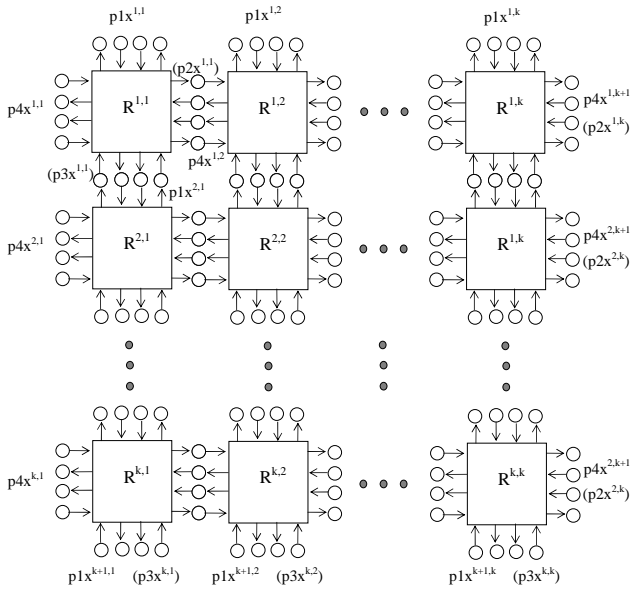 p1x^1,1 p1x^1,2 p1x^1,k
(p2x^1,1)
R^1,1 R^1,2 R^1,k
p4x^1,1 p4x^1,k+1
(p2x^1,k)
p4x^1,2
(p3x^1,1)
p1x^2,1
R^2,1 R^2,2 R^1,k
p4x^2,1 p4x^2,k+1
(p2x^2,k)
R^k,1 R^k,2 R^k,k
p4x^k,1 p4x^2,k+1
(p2x^2,k)
p1x^k+1,1 (p3x^k,1) p1x^k+1,2 (p3x^k,2) p1x^k+1,k (p3x^k,k)